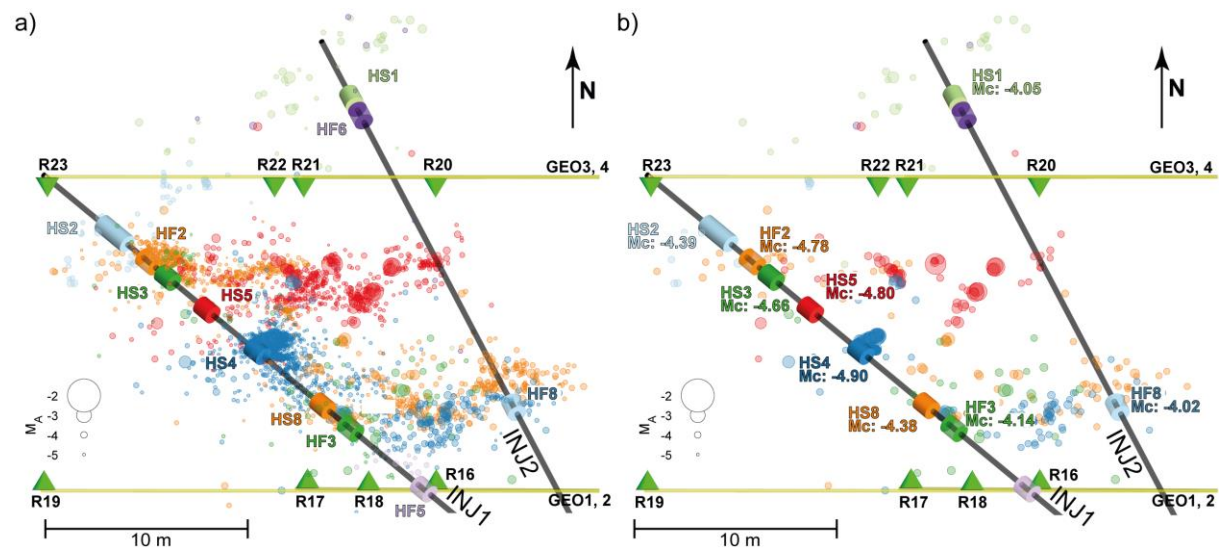 a)
HS1
HF6
N
R23
R22
R21
R20
GEO3, 4
HS2
HF2
HS3
HS5
HS4
HS8
HF3
HF8
INJ2
-2
-3
-4
-5
M_A
R16
R19
R17
R18
HF5
INJ1
GEO1, 2
10 m
b)
HS1
Mc: -4.05
N
R23
R22
R21
R20
GEO3, 4
HS2
Mc: -4.39
HF2
Mc: -4.78
HS3
Mc: -4.66
HS5
Mc: -4.80
HS4
Mc: -4.90
HS8
Mc: -4.38
HF3
Mc: -4.14
HF8
Mc: -4.02
INJ2
-2
-3
-4
-5
M_A
R16
R19
R17
R18
INJ1
GEO1, 2
10 m